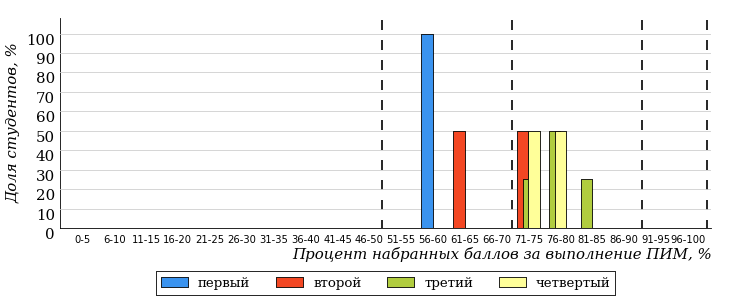 Доля студентов, %
100
90
80
70
60
50
40
30
20
10
0
0-5 6-10 11-15 16-20 21-25 26-30 31-35 36-40 41-45 46-50 51-55 56-60 61-65 66-70 71-75 76-80 81-85 86-90 91-95 96-100
Процент набранных баллов за выполнение ПИМ, %
первый второй третий четвертый